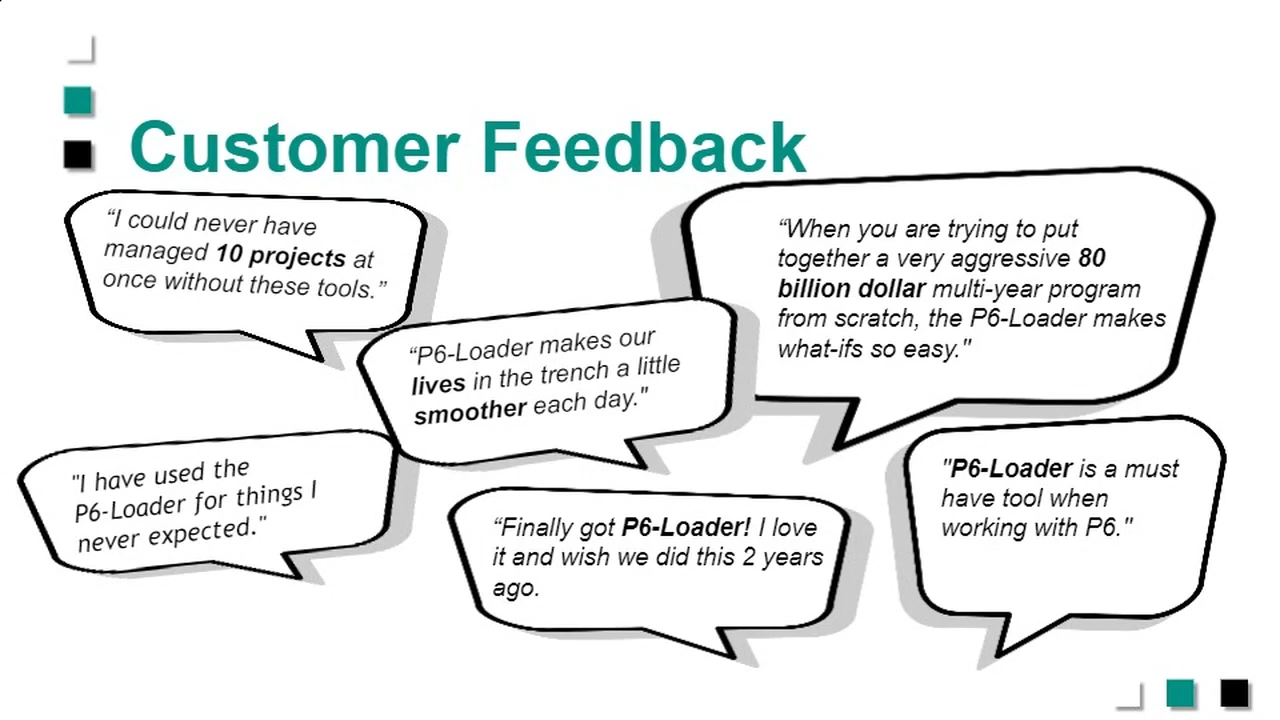 Customer Feedback
“I could never have
managed 10 projects at
once without these tools.”
“When you are trying to put
together a very aggressive 80
billion dollar multi-year program
from scratch, the P6-Loader makes
what-ifs so easy."
“P6-Loader makes our
lives in the trench a little
smoother each day."
"I have used the
P6-Loader for things I
never expected."
“Finally got P6-Loader! I love
it and wish we did this 2 years
ago.
"P6-Loader is a must
have tool when
working with P6."